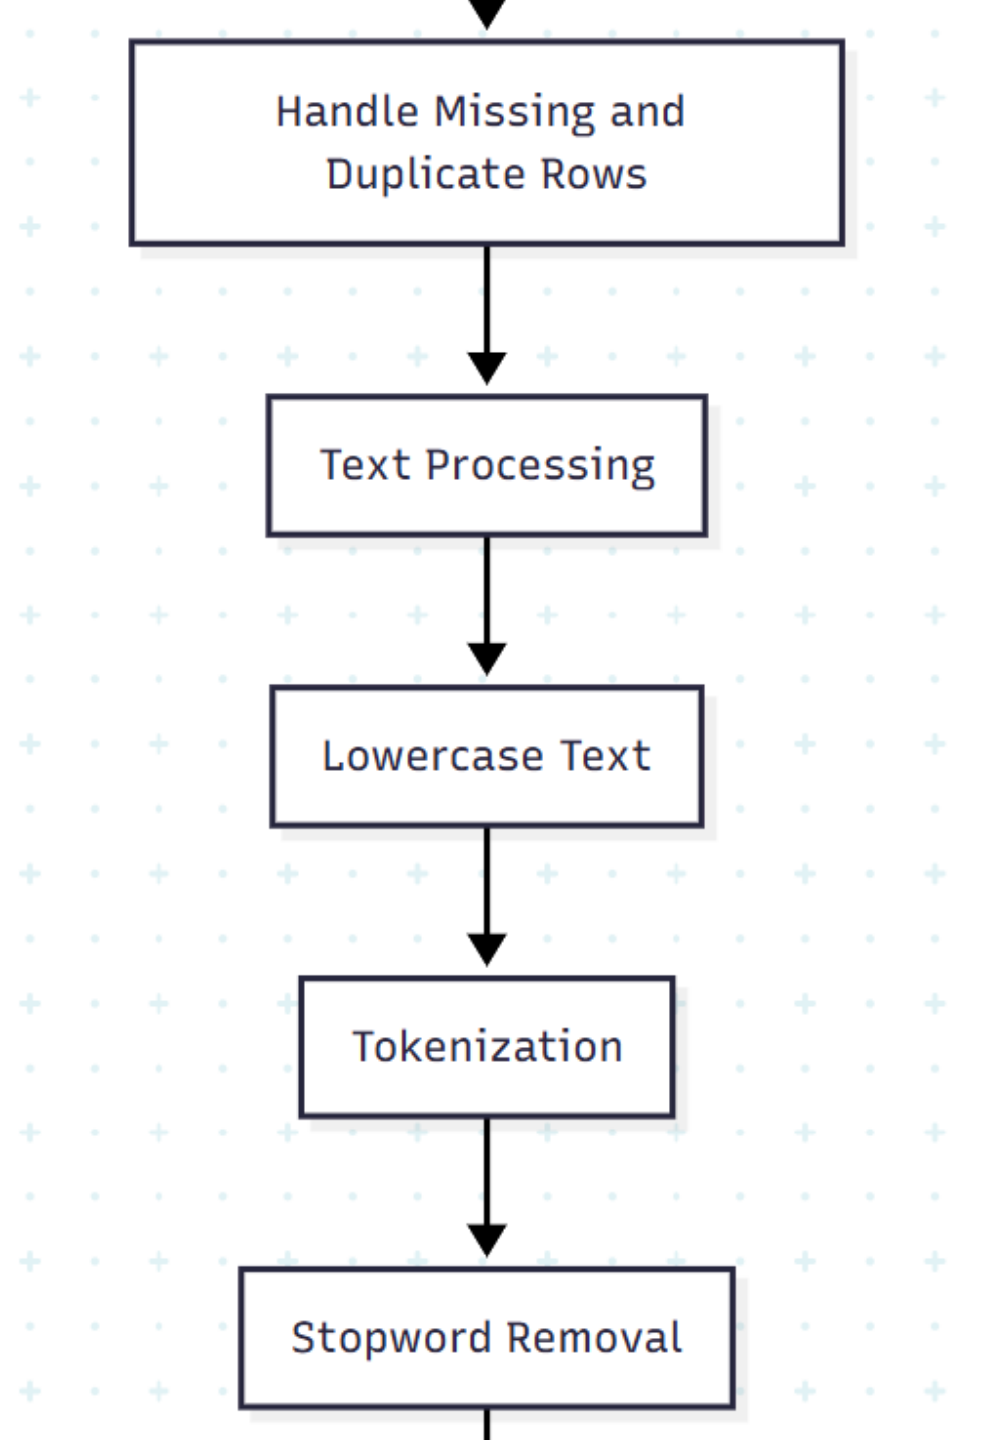 Handle Missing and
Duplicate Rows
Text Processing
Lowercase Text
Tokenization
Stopword Removal